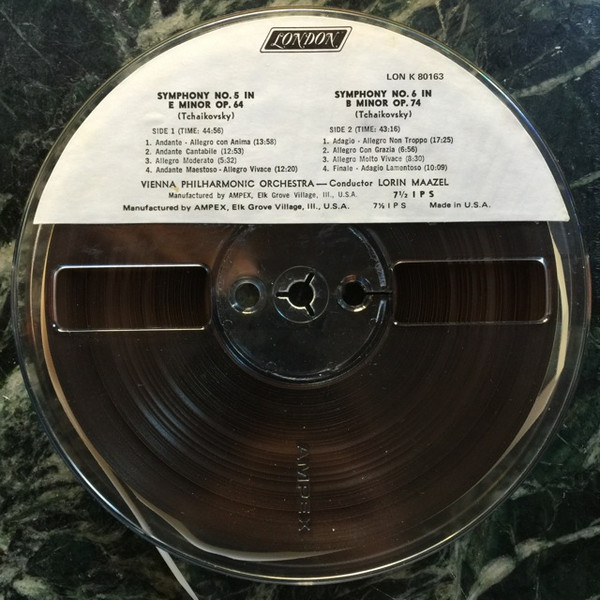 LONDON
LON K 80163
SYMPHONY NO. 5 IN
E MINOR OP. 64
(Tchaikovsky)
SIDE 1 (TIME: 44:56)
1. Andante - Allegro con Anima (13:58)
2. Andante Cantabile (12:53)
3. Allegro Moderato (5:32)
4. Andante Maestoso - Allegro Vivace (12:20)
SYMPHONY NO. 6 IN
B MINOR OP. 74
(Tchaikovsky)
SIDE 2 (TIME: 43:16)
1. Adagio - Allegro Non Troppo (17:25)
2. Allegro Con Grazia (6:56)
3. Allegro Molto Vivace (8:30)
4. Finale - Adagio Lamentoso (10:09)
VIENNA PHILHARMONIC ORCHESTRA — Conductor LORIN MAAZEL
Manufactured by AMPEX, Elk Grove Village, Ill., U.S.A. 7½ I P S
Manufactured by AMPEX, Elk Grove Village, Ill., U.S.A. 7½ I P S Made in U.S.A.
AMPEX